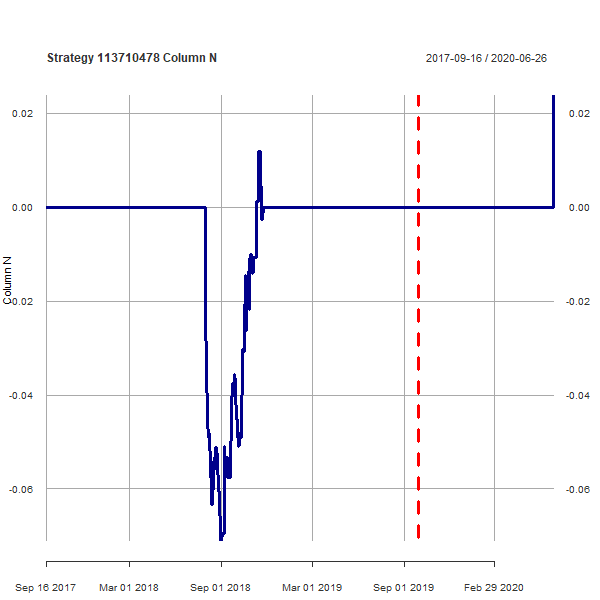 Strategy 113710478 Column N 2017-09-16 / 2020-06-26
0.02 0.02
0.00 0.00
Column N
-0.02 -0.02
-0.04 -0.04
-0.06 -0.06
Sep 16 2017 Mar 01 2018 Sep 01 2018 Mar 01 2019 Sep 01 2019 Feb 29 2020